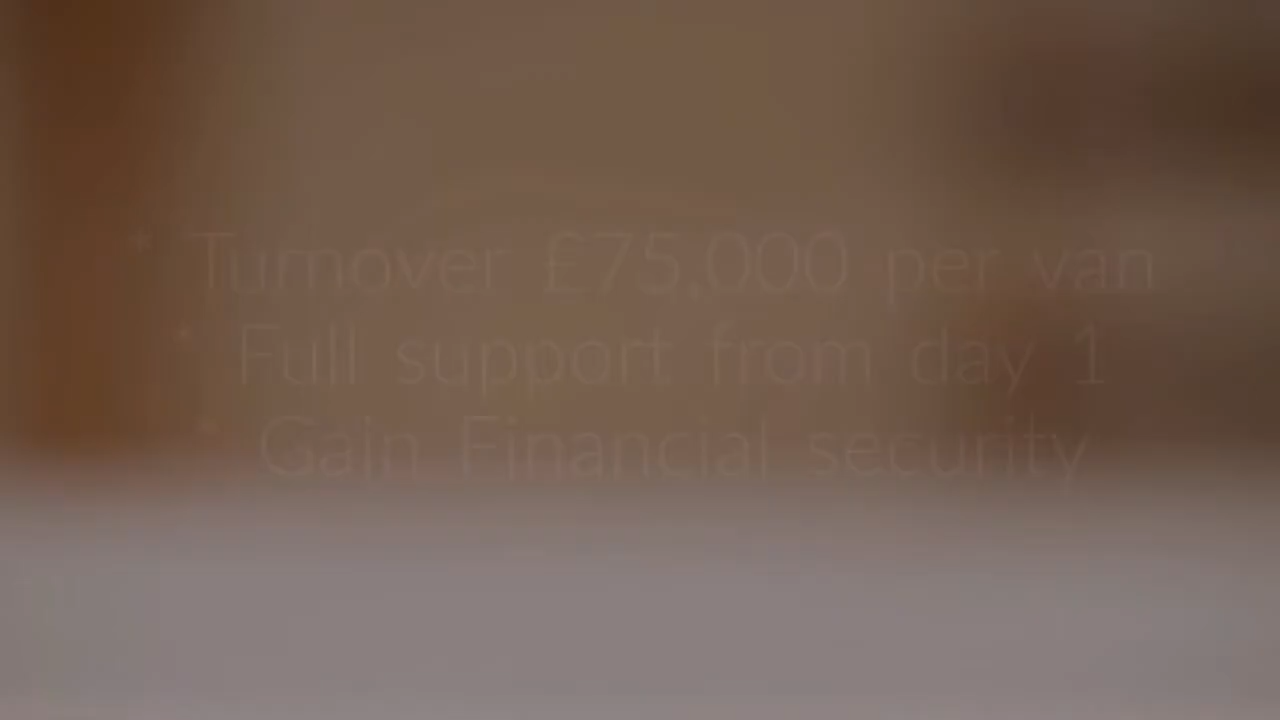 * Turnover £75,000 per van
* Full support from day 1
* Gain Financial security